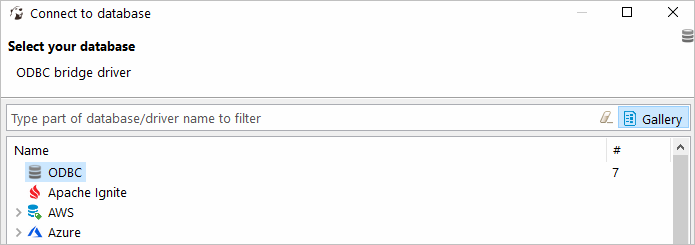 Connect to database
Select your database
ODBC bridge driver
Type part of database/driver name to filter
Gallery
Name #
ODBC 7
Apache Ignite
AWS
Azure